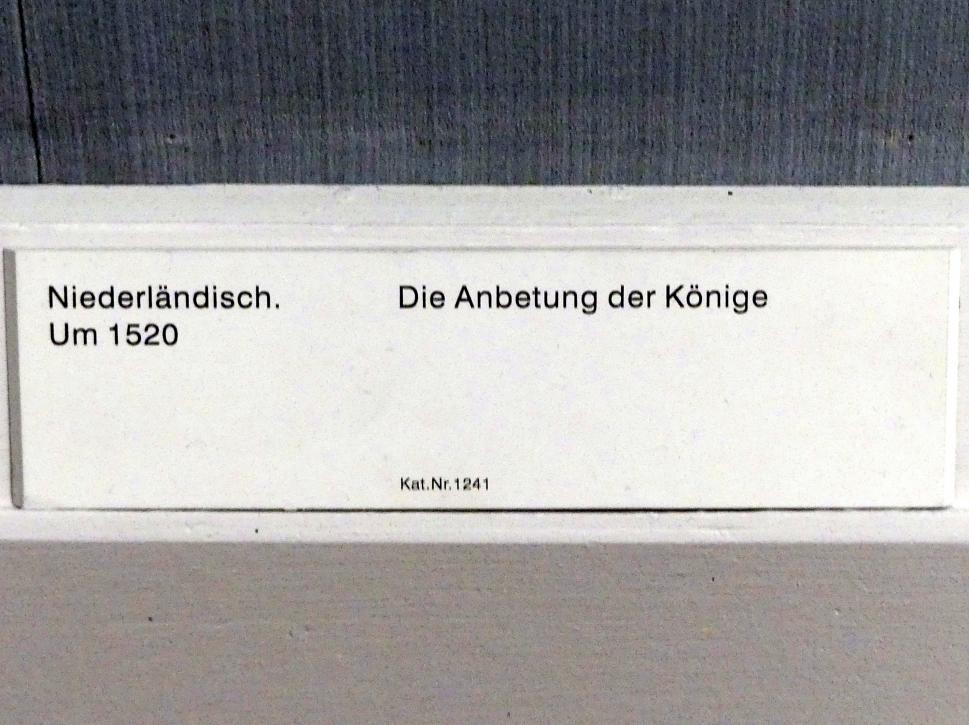 Niederländisch.
Um 1520
Die Anbetung der Könige
Kat.Nr.1241